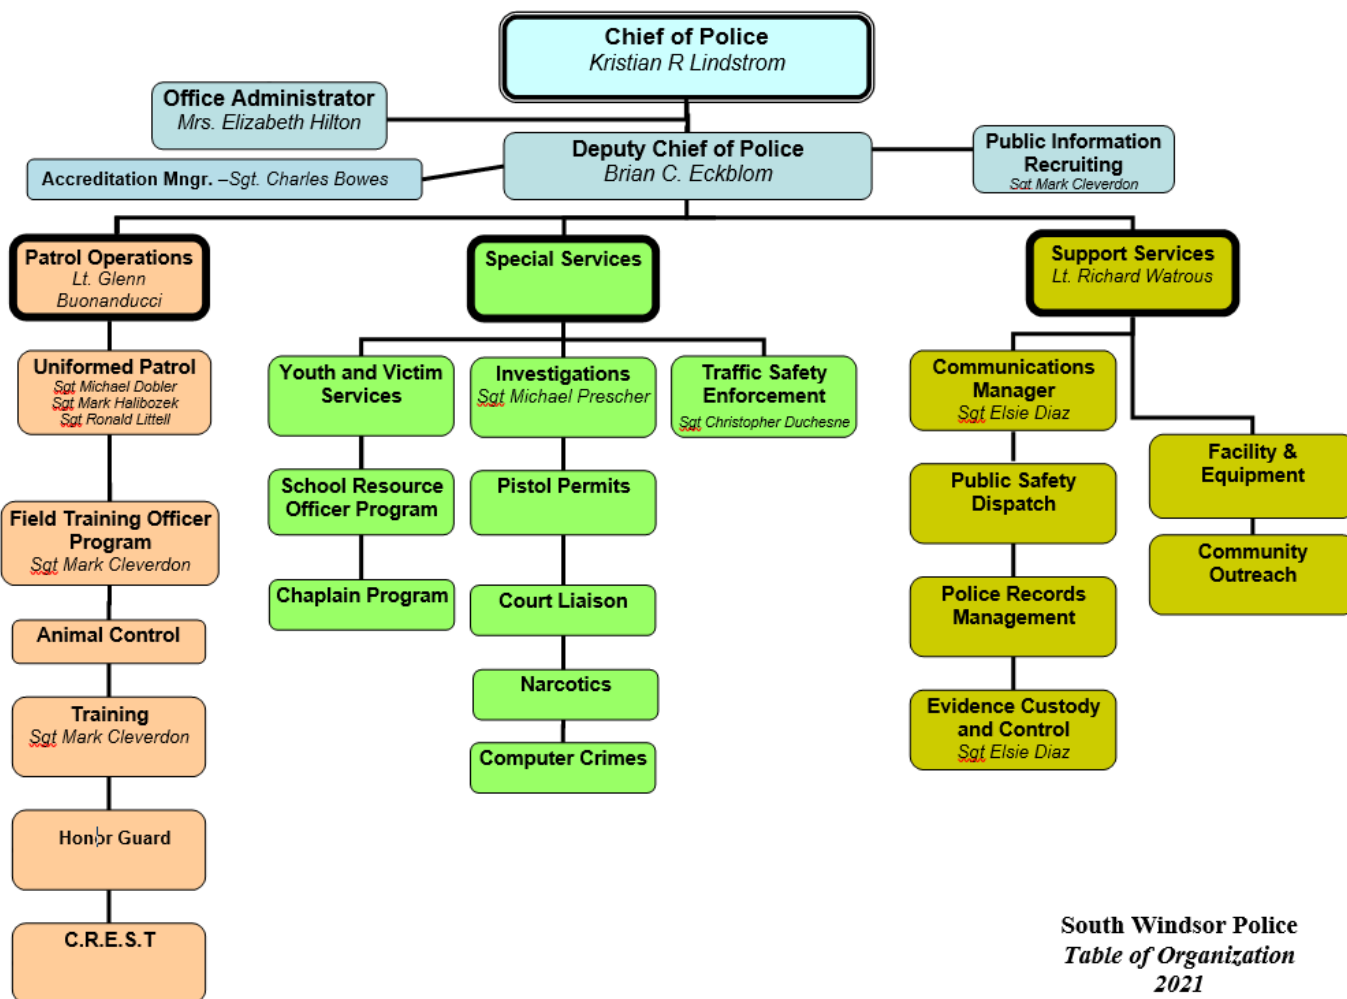 Chief of Police
Kristian R Lindstrom
Office Administrator
Mrs. Elizabeth Hilton
Deputy Chief of Police
Brian C. Eckblom
Public Information
Recruiting
Sgt Mark Cleverdon
Accreditation Mngr. –Sgt. Charles Bowes
Patrol Operations
Lt. Glenn
Buonanducci
Special Services
Support Services
Lt. Richard Watrous
Uniformed Patrol
Sgt Michael Dobler
Sgt Mark Halibozek
Sgt Ronald Littell
Field Training Officer
Program
Sgt Mark Cleverdon
Animal Control
Training
Sgt Mark Cleverdon
Honor Guard
C.R.E.S.T
Youth and Victim
Services
School Resource
Officer Program
Chaplain Program
Investigations
Sgt Michael Prescher
Pistol Permits
Court Liaison
Narcotics
Computer Crimes
Traffic Safety
Enforcement
Sgt Christopher Duchesne
Communications
Manager
Sgt Elsie Diaz
Public Safety
Dispatch
Police Records
Management
Evidence Custody
and Control
Sgt Elsie Diaz
Facility &
Equipment
Community
Outreach
South Windsor Police
Table of Organization
2021